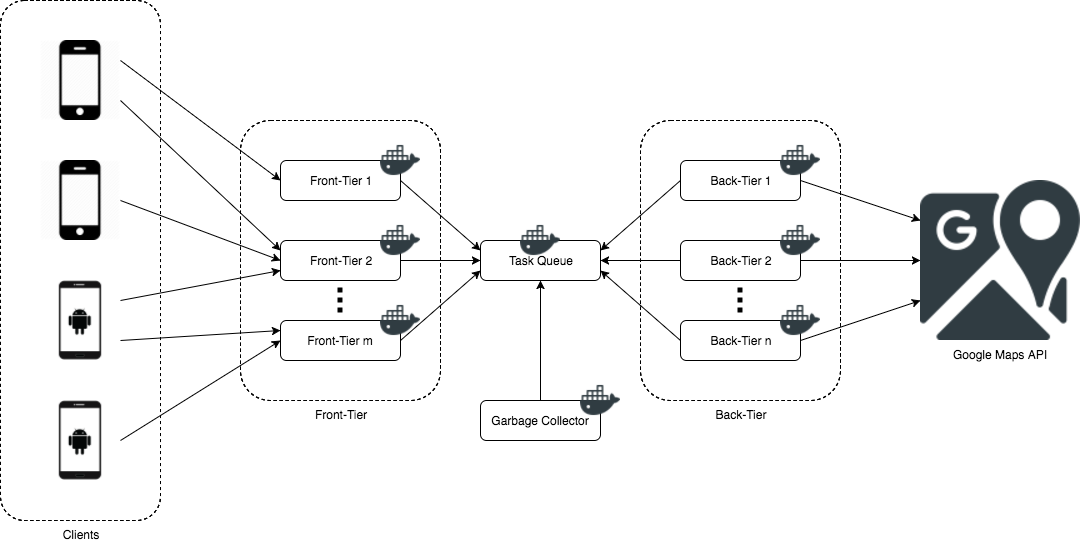 Front-Tier 1
Back-Tier 1
Front-Tier 2
Task Queue
Back-Tier 2
G
Front-Tier m
Back-Tier n
Google Maps API
Front-Tier
Back-Tier
Garbage Collector
Clients